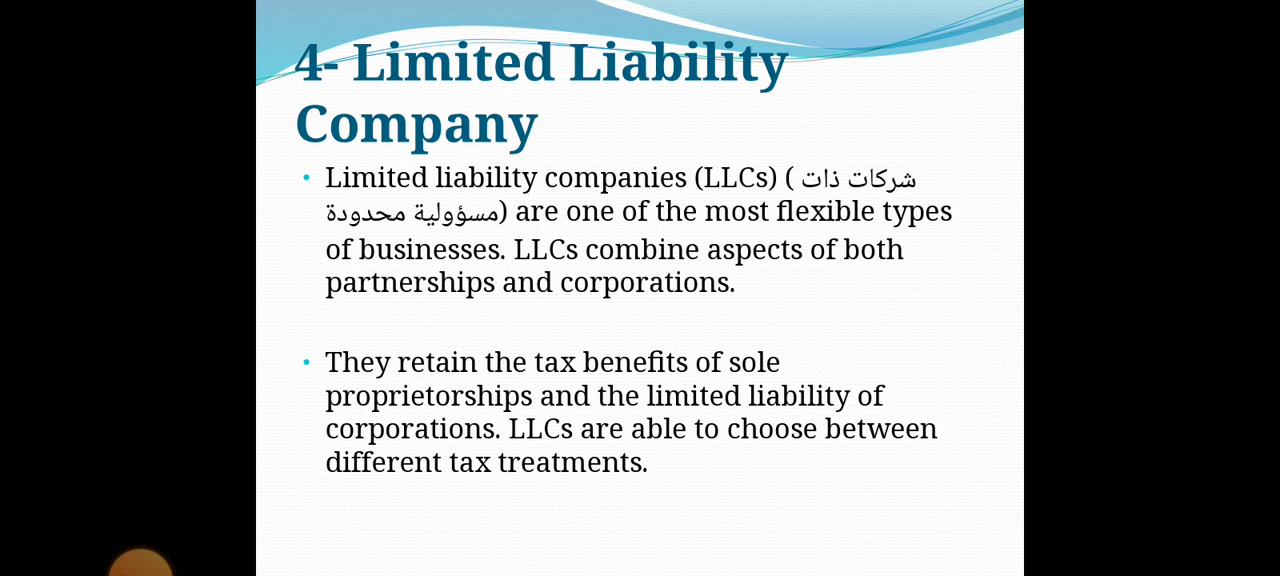 4- Limited Liability
Company
• Limited liability companies (LLCs) ( شركات ذات
مسؤولية محدودة) are one of the most flexible types
of businesses. LLCs combine aspects of both
partnerships and corporations.
• They retain the tax benefits of sole
proprietorships and the limited liability of
corporations. LLCs are able to choose between
different tax treatments.